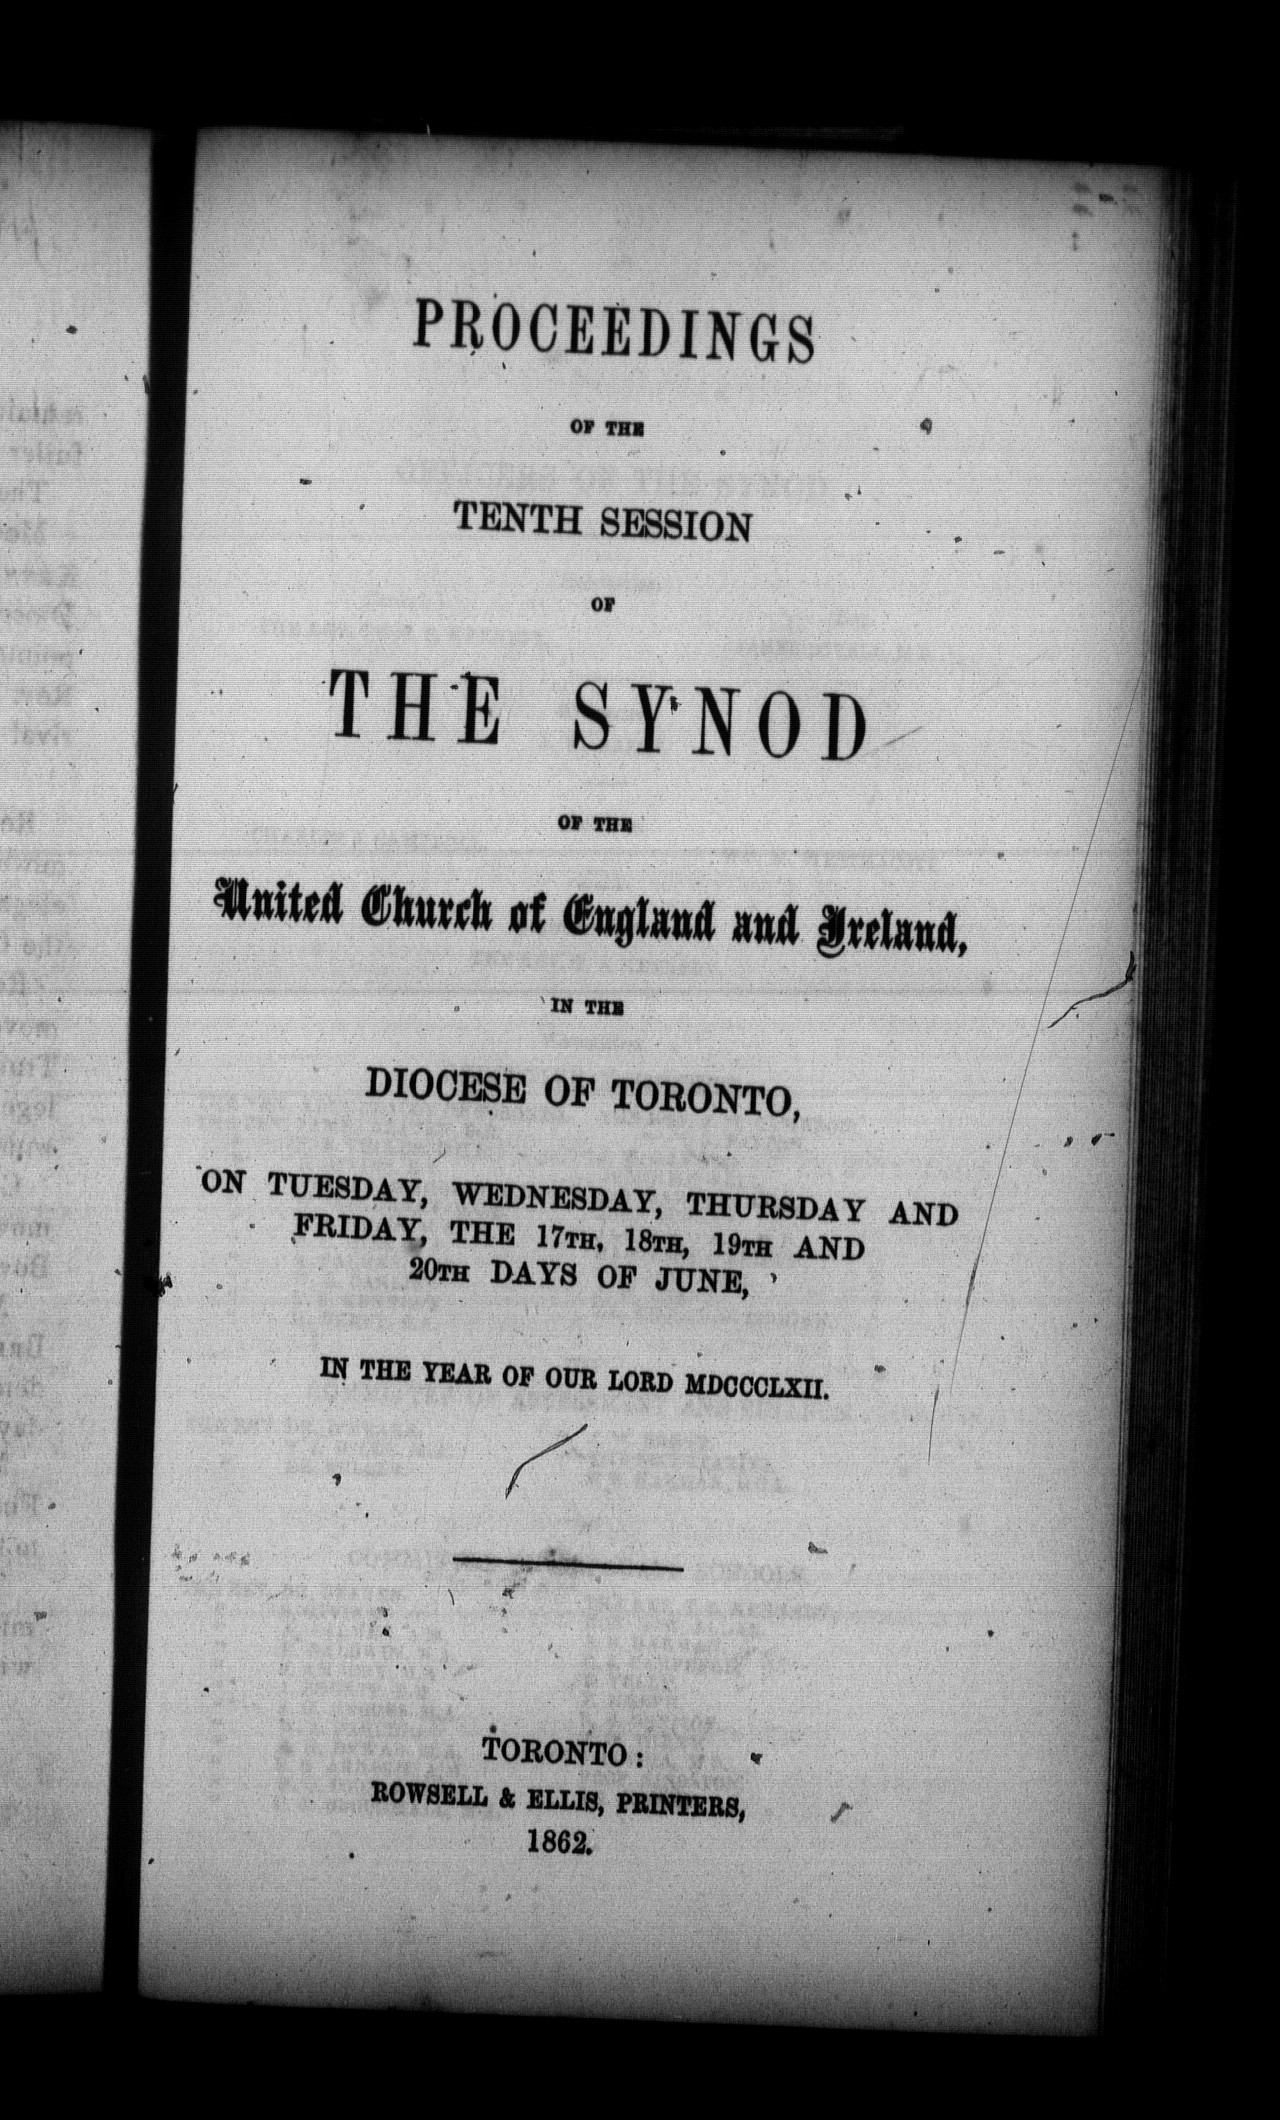 PROCEEDINGS
OF THE
TENTH SESSION
OF
THE SYNOD
OF THE
United Church of England and Ireland,
IN THE
DIOCESE OF TORONTO,
ON TUESDAY, WEDNESDAY, THURSDAY AND
FRIDAY, THE 17TH, 18TH, 19TH AND
20TH DAYS OF JUNE,
IN THE YEAR OF OUR LORD MDCCCLXII.
TORONTO:
ROWSELL & ELLIS, PRINTERS,
1862.